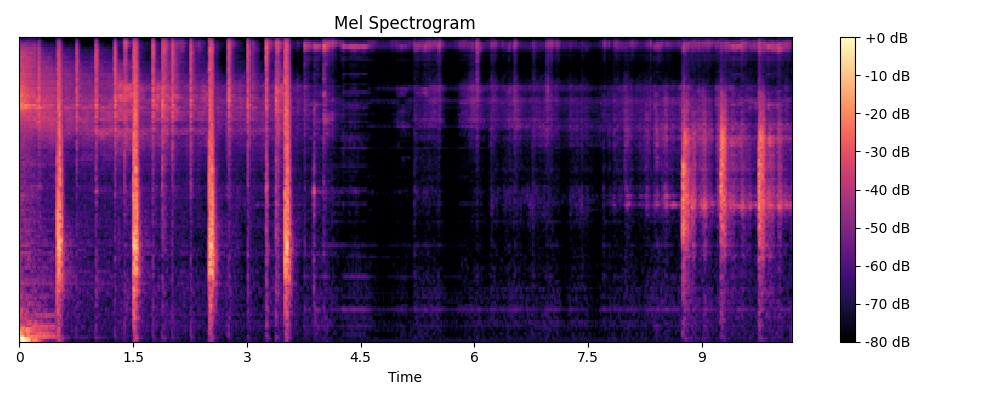 Mel Spectrogram
+0 dB
-10 dB
-20 dB
-30 dB
-40 dB
-50 dB
-60 dB
-70 dB
-80 dB
0 1.5 3 4.5 6 7.5 9
Time